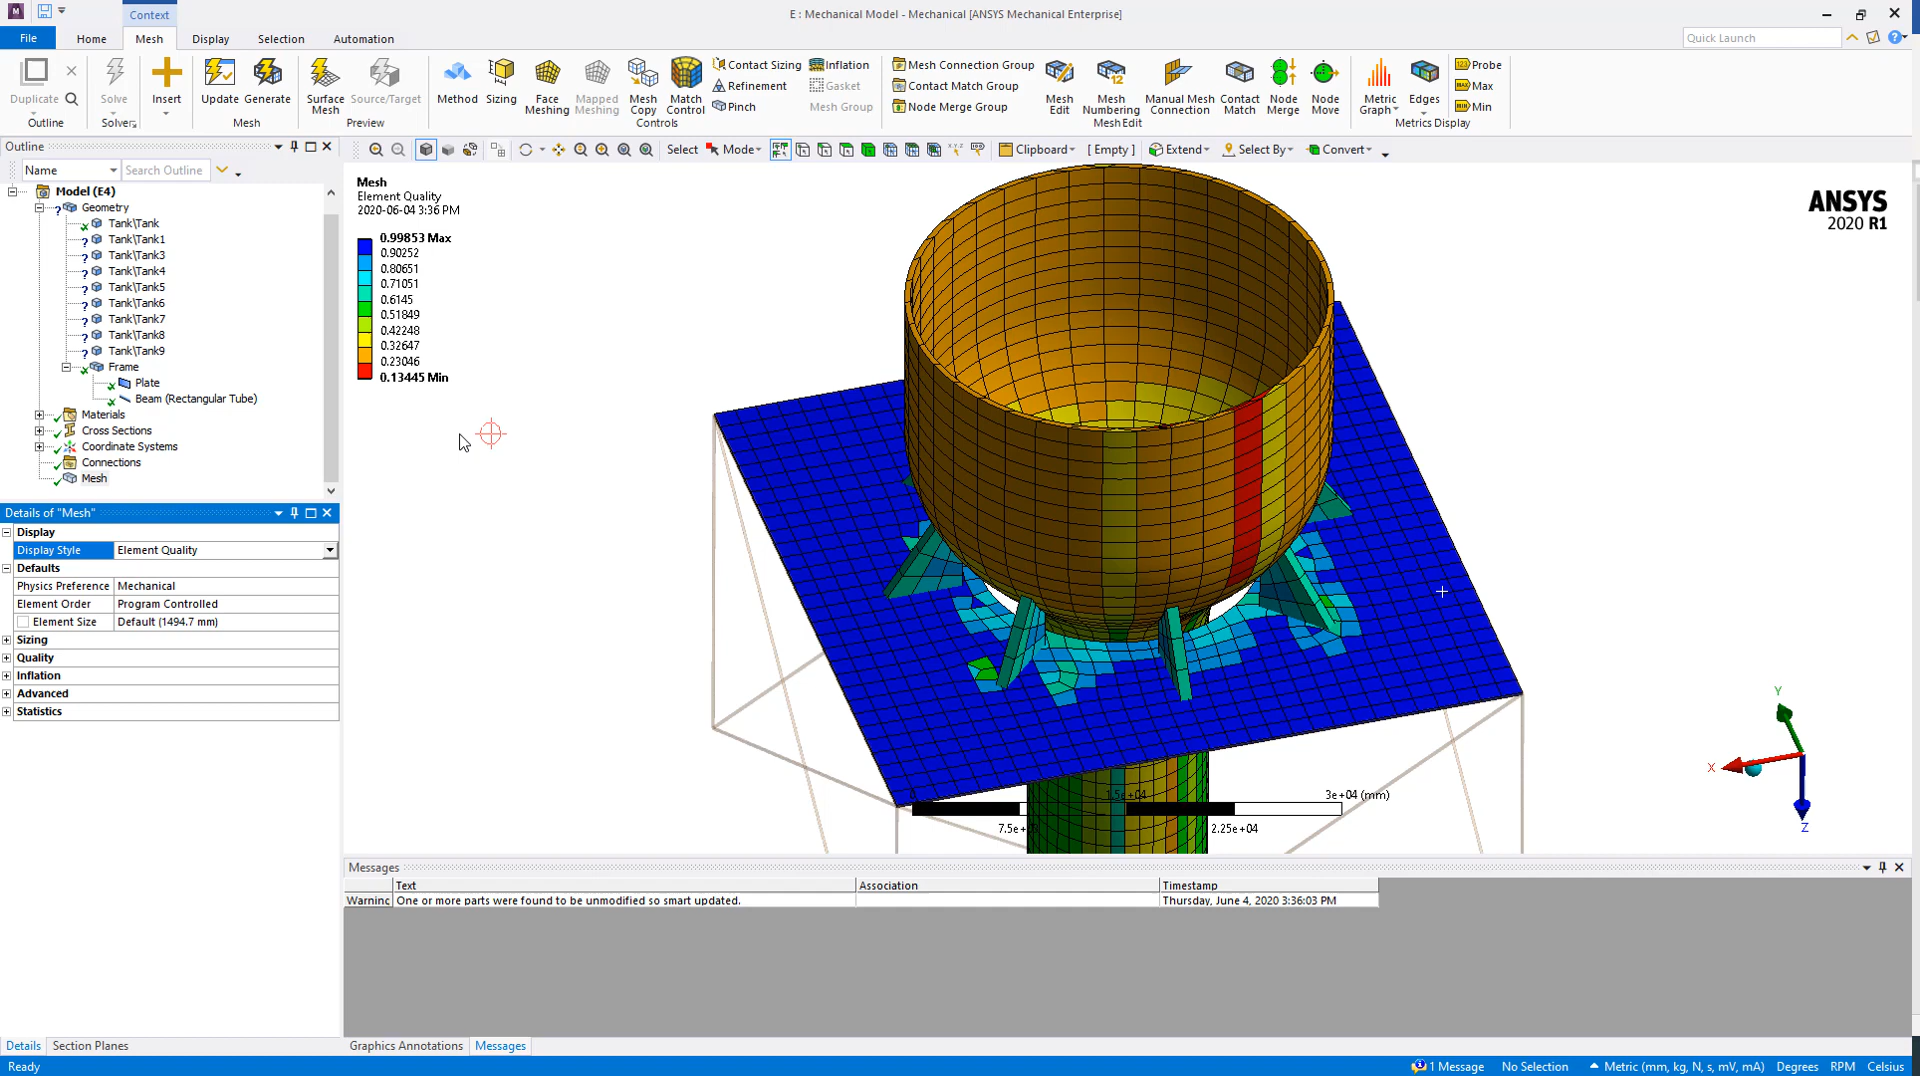 Context
E : Mechanical Model - Mechanical [ANSYS Mechanical Enterprise]
File Home Mesh Display Selection Automation
Quick Launch
Duplicate
Outline
Solve
Solver
Insert
Update Generate
Mesh
Surface Mesh
Source/Target
Preview
Method Sizing
Face Meshing
Mapped Meshing
Mesh Copy
Match Control
Contact Sizing
Refinement
Pinch
Inflation
Gasket
Mesh Group
Controls
Mesh Connection Group
Contact Match Group
Node Merge Group
Mesh Edit
Mesh Numbering
Manual Mesh Connection
Contact Match
Node Merge
Node Move
Mesh Edit
Metric Graph
Edges
Probe
Max
Min
Metrics Display
Outline
Name Search Outline
Select Mode Clipboard [ Empty ] Extend Select By Convert
Model (E4)
Geometry
Tank\Tank
Tank\Tank1
Tank\Tank3
Tank\Tank4
Tank\Tank5
Tank\Tank6
Tank\Tank7
Tank\Tank8
Tank\Tank9
Frame
Plate
Beam (Rectangular Tube)
Materials
Cross Sections
Coordinate Systems
Connections
Mesh
Details of "Mesh"
Display
Display Style Element Quality
Defaults
Physics Preference Mechanical
Element Order Program Controlled
Element Size Default (1494.7 mm)
Sizing
Quality
Inflation
Advanced
Statistics
Details Section Planes
Mesh
Element Quality
2020-06-04 3:36 PM
0.99853 Max
0.90252
0.80651
0.71051
0.6145
0.51849
0.42248
0.32647
0.23046
0.13445 Min
ANSYS
2020 R1
1.5e+04 3e+04 (mm)
2.25e+04
Y
X
Z
Messages
Text Association Timestamp
Warninc One or more parts were found to be unmodified so smart updated. Thursday, June 4, 2020 3:36:03 PM
Graphics Annotations Messages
Ready
1 Message No Selection Metric (mm, kg, N, s, mV, mA) Degrees RPM Celsius